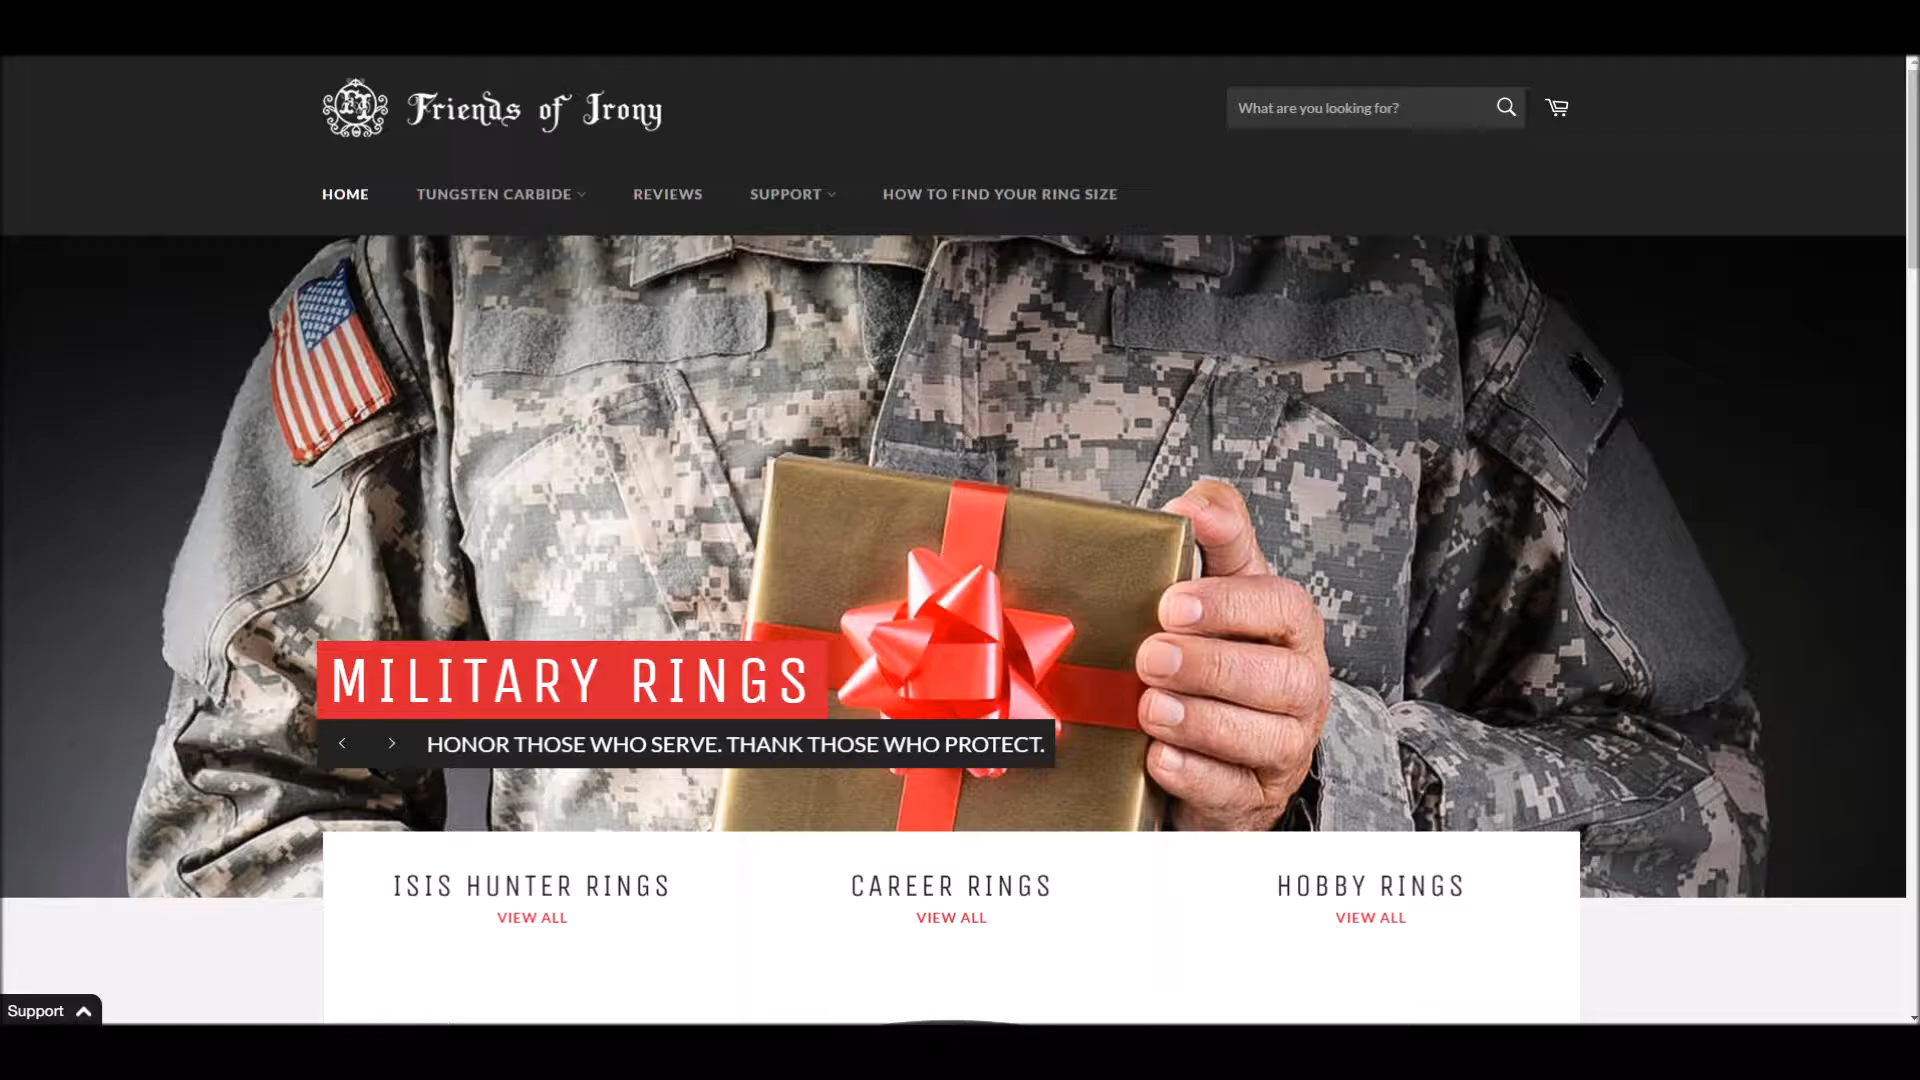 Friends of Irony
What are you looking for?
HOME
TUNGSTEN CARBIDE
REVIEWS
SUPPORT
HOW TO FIND YOUR RING SIZE
MILITARY RINGS
HONOR THOSE WHO SERVE. THANK THOSE WHO PROTECT.
ISIS HUNTER RINGS
VIEW ALL
CAREER RINGS
VIEW ALL
HOBBY RINGS
VIEW ALL
Support